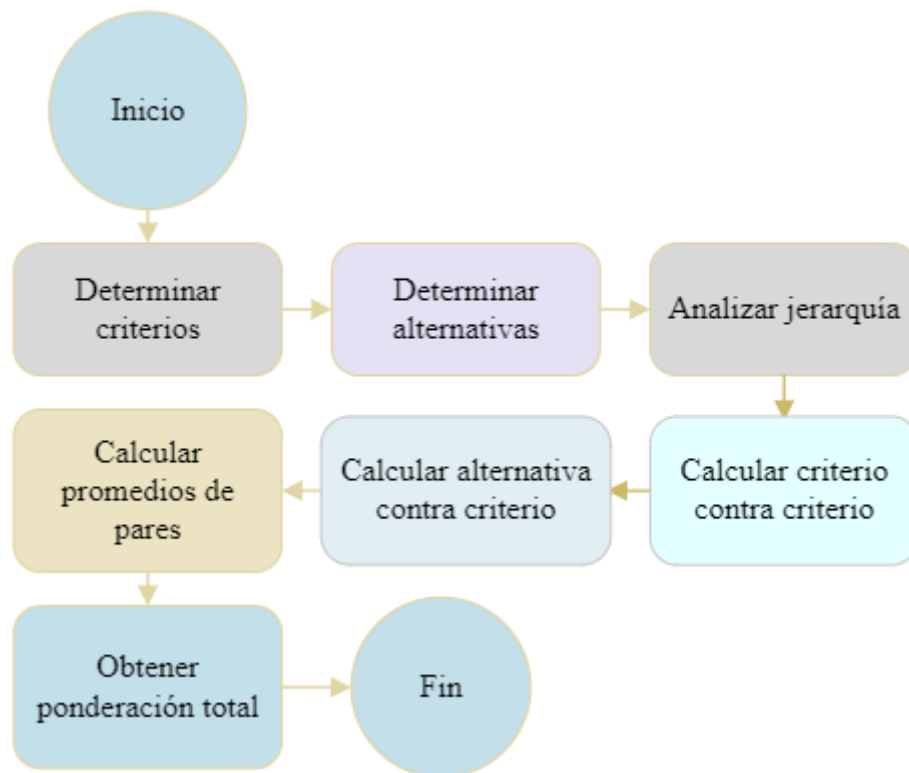 Inicio
Determinar
criterios
Determinar
alternativas
Analizar jerarquía
Calcular criterio
contra criterio
Calcular alternativa
contra criterio
Calcular
promedios de
pares
Obtener
ponderación total
Fin